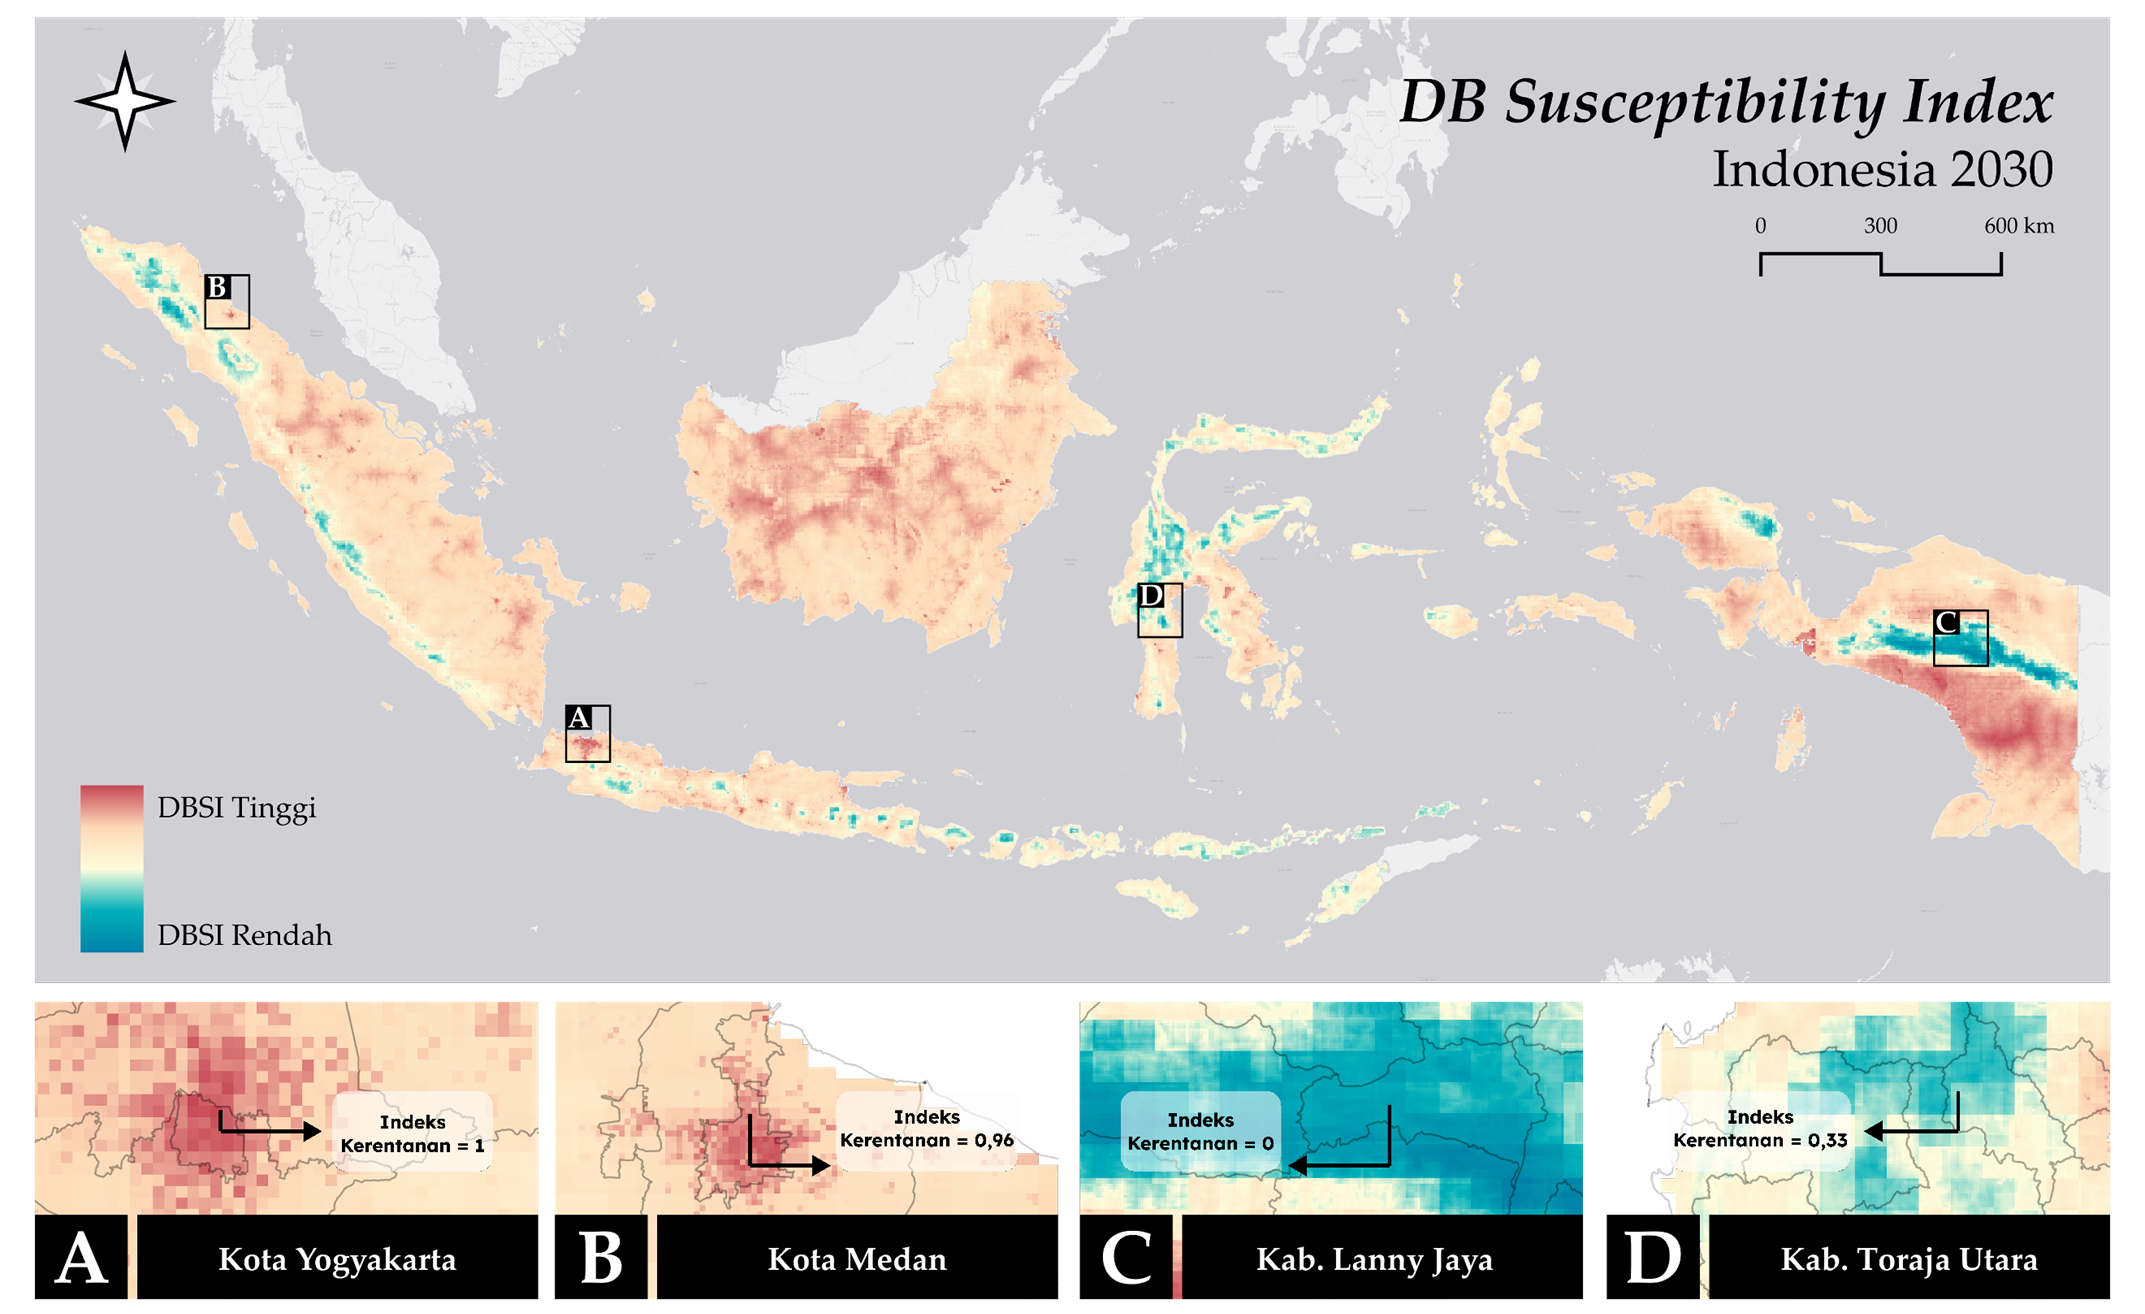 DB Susceptibility Index
Indonesia 2030
0 300 600 km
B
D
C
A
DBSI Tinggi
DBSI Rendah
Indeks
Kerentanan = 1
Indeks
Kerentanan = 0,96
Indeks
Kerentanan = 0
Indeks
Kerentanan = 0,33
A Kota Yogyakarta
B Kota Medan
C Kab. Lanny Jaya
D Kab. Toraja Utara